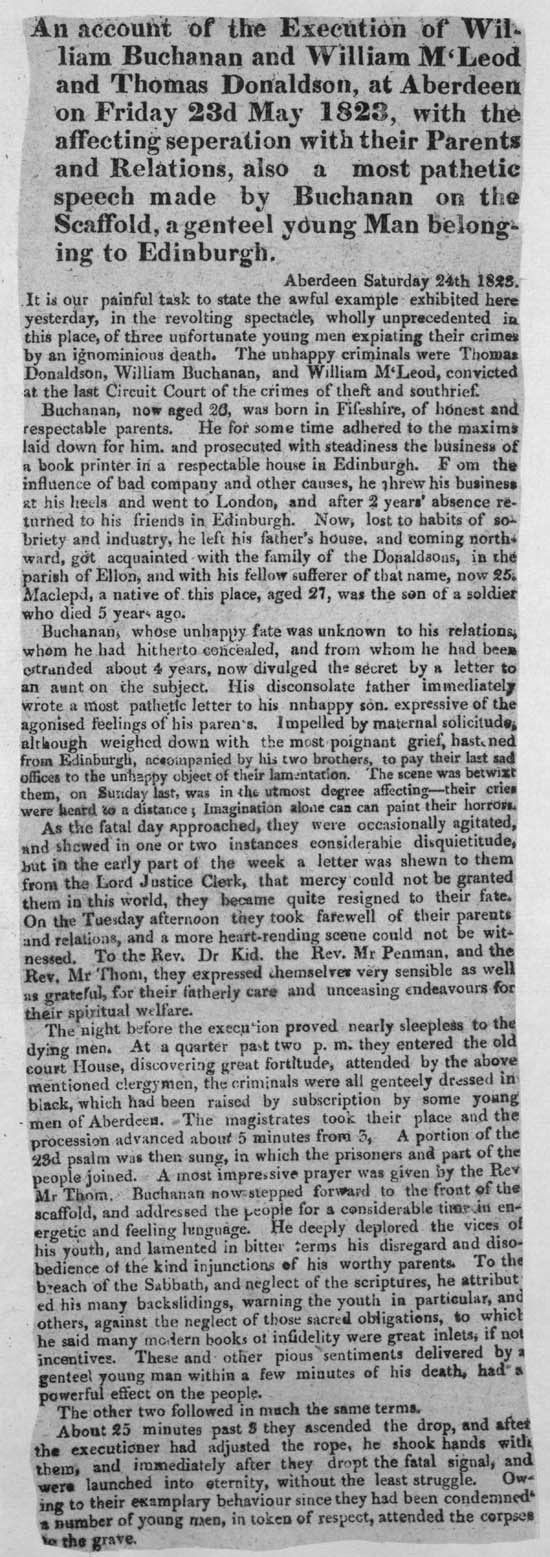 An account of the Execution of Wil-
liam Buchanan and William M‘Leod
and Thomas Donaldson, at Aberdeen
on Friday 23d May 1823, with the
affecting seperation with their Parents
and Relations, also a most pathetic
speech made by Buchanan on the
Scaffold, a genteel young Man belong-
ing to Edinburgh.
Aberdeen Saturday 24th 1823.
It is our painful task to state the awful example exhibited here
yesterday, in the revolting spectacle, wholly unprecedented in
this place, of three unfortunate young men expiating their crimes
by an ignominious death. The unhappy criminals were Thomas
Donaldson, William Buchanan, and William M‘Leod, convicted
at the last Circuit Court of the crimes of theft and southrief.
Buchanan, now aged 26, was born in Fifeshire, of honest and
respectable parents. He for some time adhered to the maxims
laid down for him. and prosecuted with steadiness the business of
a book printer in a respectable house in Edinburgh. F om the
influence of bad company and other causes, he threw his business
at his heels and went to London, and after 2 years' absence re-
turned to his friends in Edinburgh. Now, lost to habits of so-
briety and industry, he left his father's house, and coming north-
ward, got acquainted with the family of the Donaldsons, in the
parish of Ellon, and with his fellow sufferer of that name, now 25.
Maclepd, a native of this place, aged 27, was the son of a soldier
who died 5 years ago.
Buchanan, whose unhappy fate was unknown to his relations,
whom he had hitherto concealed, and from whom he had been
estranded about 4 years, now divulged the secret by a letter to
an aunt on the subject. His disconsolate father immediately
wrote a most pathetic letter to his nnhappy son. expressive of the
agonised feelings of his paren's. Impelled by maternal solicitude,
although weighed down with the most poignant grief, hastened
from Edinburgh, accompanied by his two brothers, to pay their last sad
offices to the unhappy object of their lamentation. The scene was betwixt
them, on Sunday last, was in the utmost degree affecting—their cries
were heard to a distance; Imagination alone can can paint their horrors.
As the fatal day approached, they were occasionally agitated,
and shewed in one or two instances considerable disquietitude,
but in the early part of the week a letter was shewn to them
from the Lord Justice Clerk, that mercy could not be granted
them in this world, they became quite resigned to their fate.
On the Tuesday afternoon they took farewell of their parents
and relations, and a more heart-rending scene could not be wit-
nessed. To the Rev. Dr Kid. the Rev. Mr Penman, and the
Rev. Mr Thom, they expressed themselves very sensible as well
as grateful, for their fatherly care and unceasing endeavours for
their spiritual welfare.
The night before the execu'ion proved nearly sleepless to the
dying men. At a quarter past two p. m. they entered the old
court House, discovering great fortitude, attended by the above
mentioned clergymen, the criminals were all genteely dressed in
black, which had been raised by subscription by some young
men of Aberdeen. The magistrates took their place and the
procession advanced about 5 minutes from 3, A portion of the
23d psalm was then sung, in which the prisoners and part of the
people joined. A most impressive prayer was given by the Rev
Mr Thom. Buchanan now stepped forward to the front of the
scaffold, and addressed the people for a considerable time in en-
ergetic and feeling lunguage. He deeply deplored the vices of
his youth, and lamented in bitter terms his disregard and diso-
bedience of the kind injunctions of his worthy parents. To the
breach of the Sabbath, and neglect of the scriptures, he attribut
ed his many backslidings, warning the youth in particular, and
others, against the neglect of those sacred obligations, to which
he said many modern books of infidelity were great inlets, if not
incentives. These and other pious sentiments delivered by a
genteel young man within a few minutes of his death, had a
powerful effect on the people.
The other two followed in much the same terms.
About 25 minutes past 3 they ascended the drop, and after
the executioner had adjusted the rope, he shook hands with
them, and immediately after they dropt the fatal signal, and
were launched into eternity, without the least struggle. Ow-
ing to their examplary behaviour since they had been condemned
a number of young men, in token of respect, attended the corpses
to the grave.